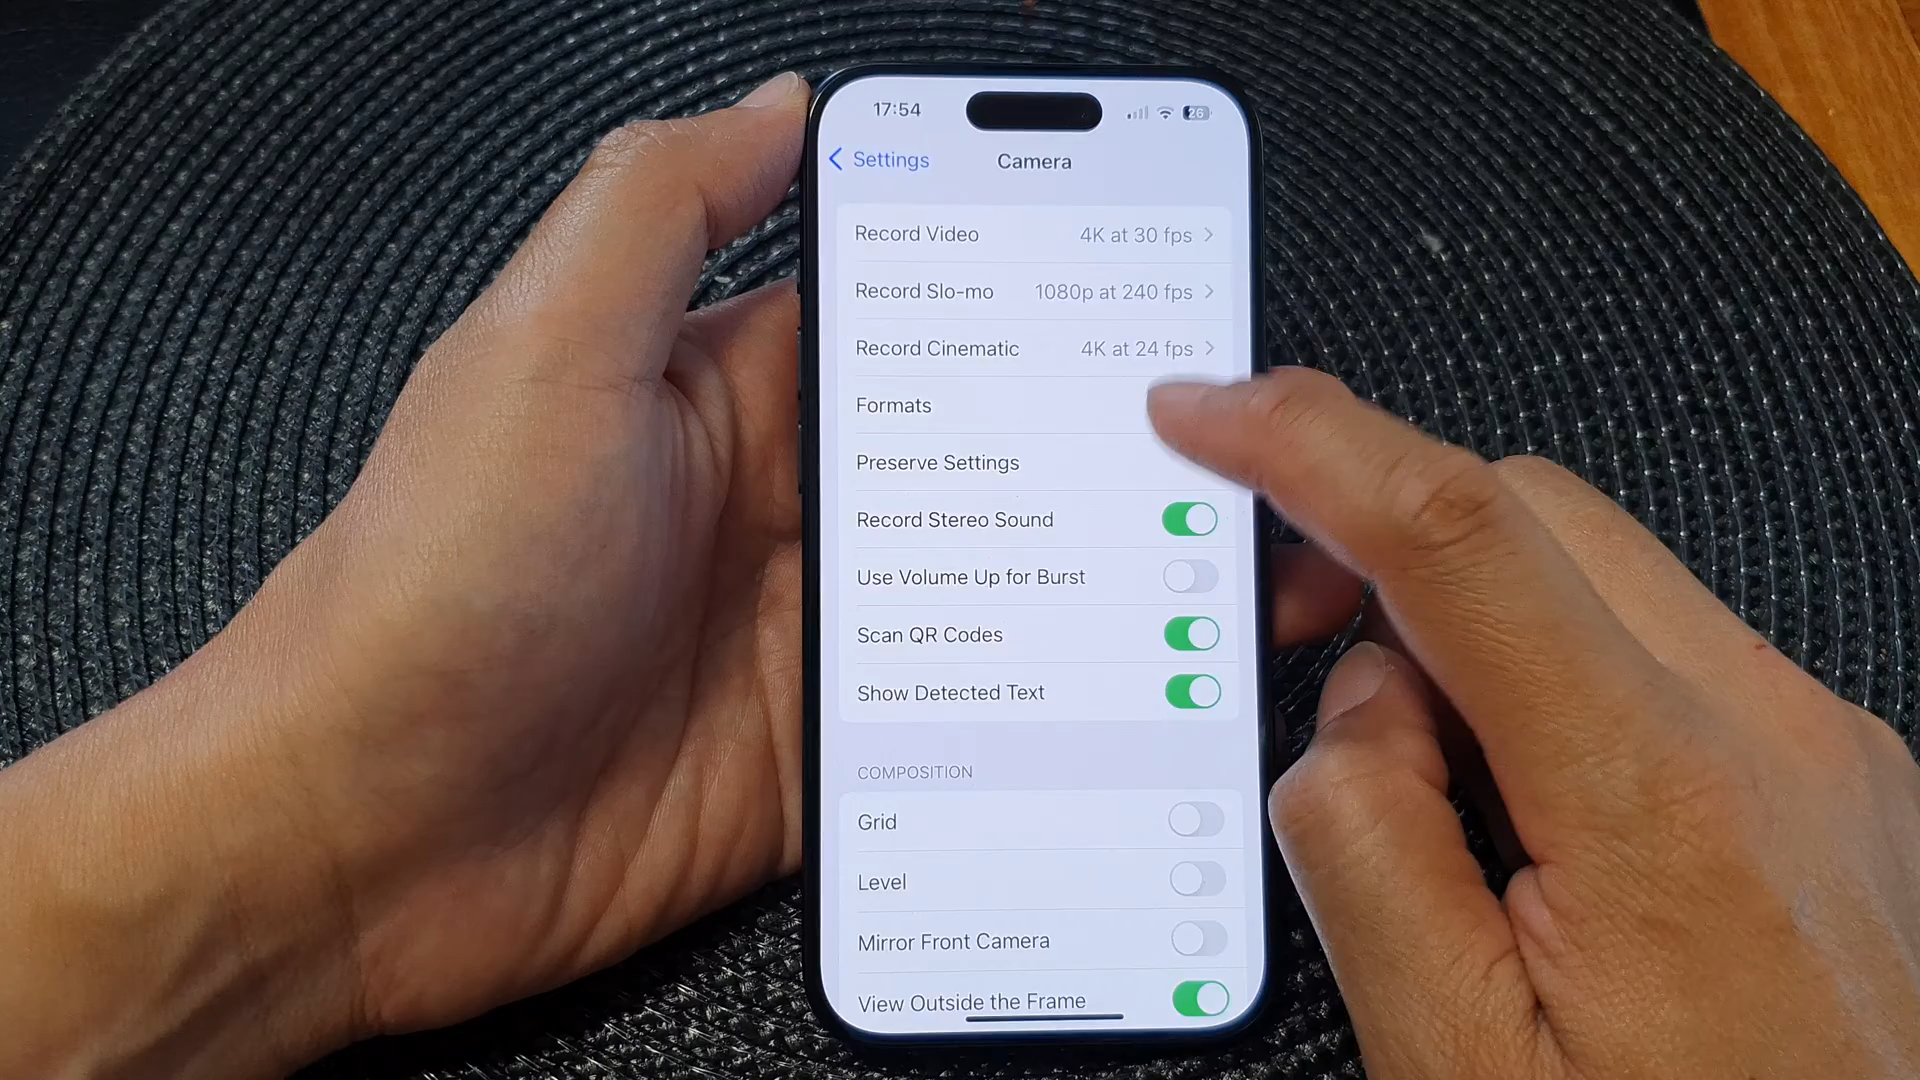 17:54
26
Settings
Camera
Record Video 4K at 30 fps
Record Slo-mo 1080p at 240 fps
Record Cinematic 4K at 24 fps
Formats
Preserve Settings
Record Stereo Sound
Use Volume Up for Burst
Scan QR Codes
Show Detected Text
COMPOSITION
Grid
Level
Mirror Front Camera
View Outside the Frame